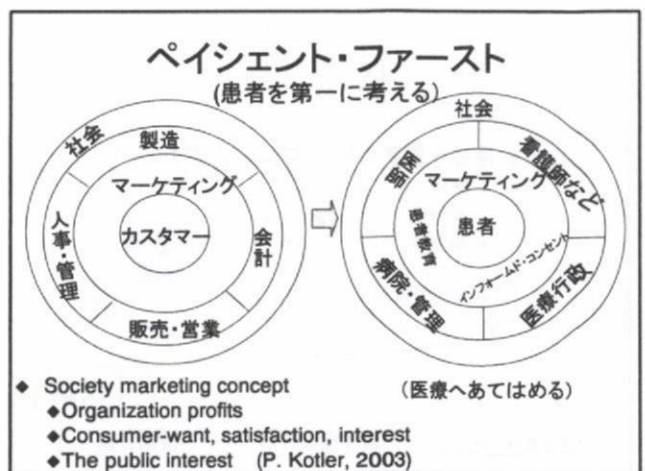 ペイシェント・ファースト
(患者を第一に考える)
社会
製造
マーケティング
カスタマー
人事・管理
会計
販売・営業
社会
医師
看護師など
マーケティング
患者
患者教育
インフォームド・コンセント
病院・管理
医療行政
◆ Society marketing concept
◆Organization profits
◆Consumer-want, satisfaction, interest
◆The public interest (P. Kotler, 2003)
(医療へあてはめる)